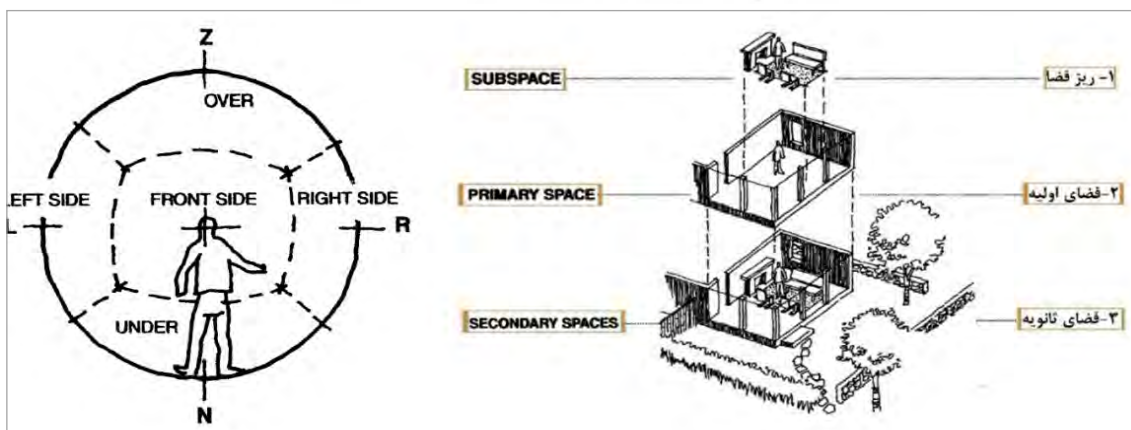 Z
OVER
LEFT SIDE FRONT SIDE RIGHT SIDE
L R
UNDER
N
SUBSPACE ۱- ریز فضا
PRIMARY SPACE ۲-فضای اولیه
SECONDARY SPACES ۳-فضای ثانویه